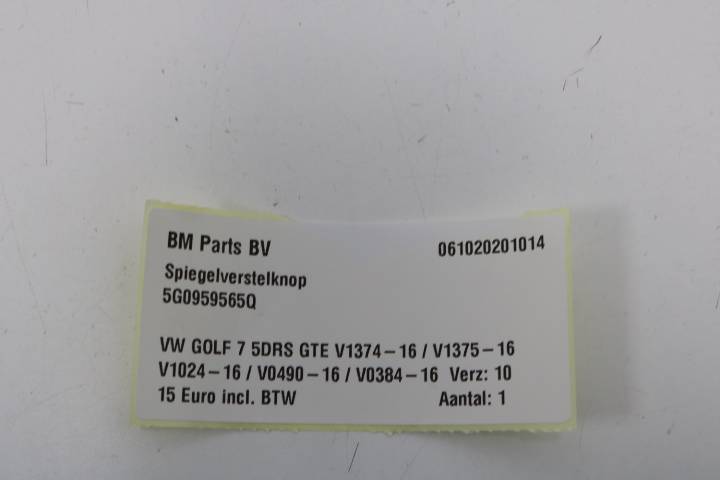 BM Parts BV 061020201014
Spiegelverstelknop
5G0959565Q
VW GOLF 7 5DRS GTE V1374-16 / V1375-16
V1024-16 / V0490-16 / V0384-16 Verz: 10
15 Euro incl. BTW Aantal: 1